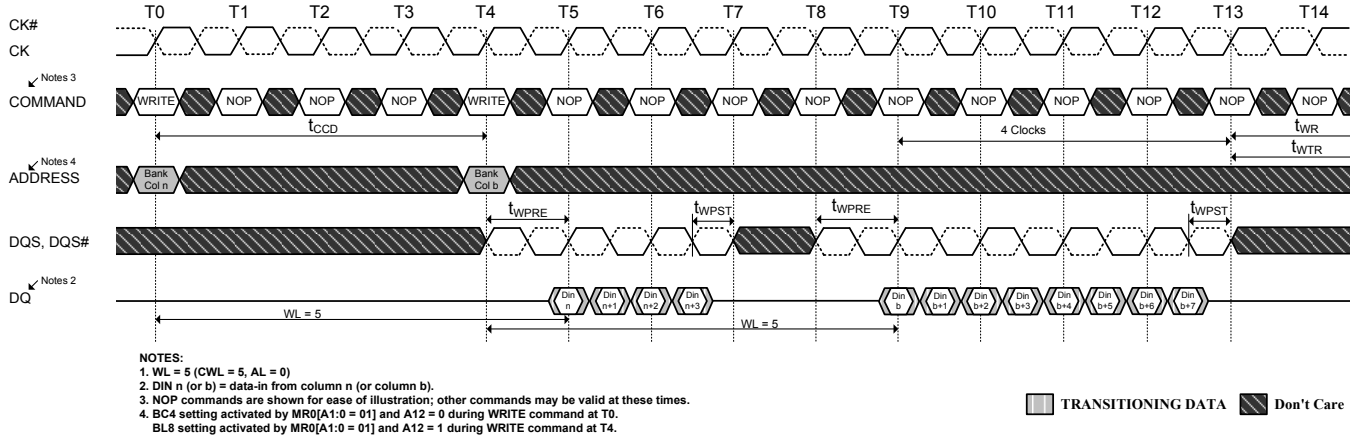 T0 T1 T2 T3 T4 T5 T6 T7 T8 T9 T10 T11 T12 T13 T14
CK#
CK
Notes 3
COMMAND WRITE NOP NOP NOP WRITE NOP NOP NOP NOP NOP NOP NOP NOP NOP NOP
tCCD 4 Clocks tWR
tWTR
Notes 4
ADDRESS Bank Col n Bank Col b
tWPRE tWPST tWPRE tWPST
DQS, DQS#
Notes 2
DQ Din n Din n+1 Din n+2 Din n+3 Din b Din b+1 Din b+2 Din b+3 Din b+4 Din b+5 Din b+6 Din b+7
WL = 5 WL = 5
NOTES:
1. WL = 5 (CWL = 5, AL = 0)
2. DIN n (or b) = data-in from column n (or column b).
3. NOP commands are shown for ease of illustration; other commands may be valid at these times.
4. BC4 setting activated by MR0[A1:0 = 01] and A12 = 0 during WRITE command at T0.
BL8 setting activated by MR0[A1:0 = 01] and A12 = 1 during WRITE command at T4.
TRANSITIONING DATA Don't Care